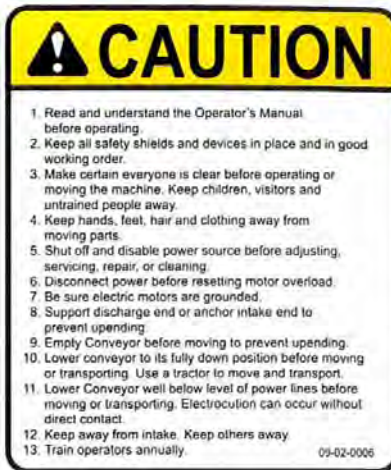 CAUTION
1. Read and understand the Operator's Manual
before operating.
2. Keep all safety shields and devices in place and in good
working order.
3. Make certain everyone is clear before operating or
moving the machine. Keep children, visitors and
untrained people away.
4. Keep hands, feet, hair and clothing away from
moving parts.
5. Shut off and disable power source before adjusting,
servicing, repair, or cleaning.
6. Disconnect power before resetting motor overload.
7. Be sure electric motors are grounded.
8. Support discharge end or anchor intake end to
prevent upending.
9. Empty Conveyor before moving to prevent upending.
10. Lower conveyor to its fully down position before moving
or transporting. Use a tractor to move and transport.
11. Lower Conveyor well below level of power lines before
moving or transporting. Electrocution can occur without
direct contact.
12. Keep away from intake. Keep others away.
13. Train operators annually.
09-02-0006